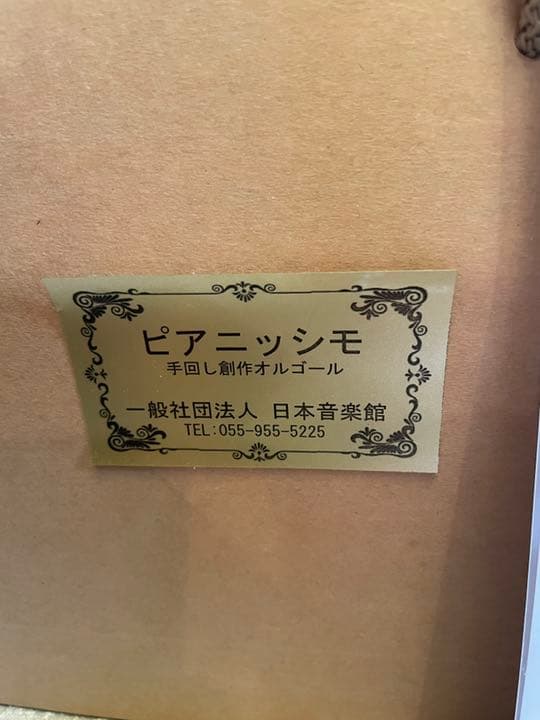 ピアニッシモ
手回し創作オルゴール
一般社団法人 日本音楽館
TEL:055-955-5225